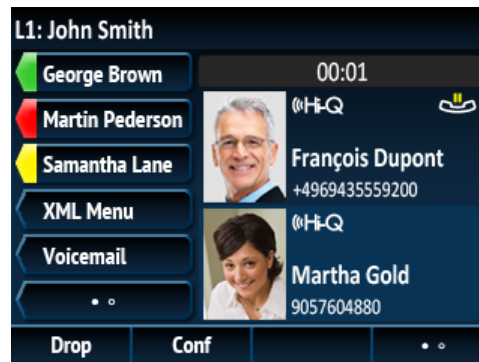 L1: John Smith
George Brown
Martin Pederson
Samantha Lane
XML Menu
Voicemail
00:01
Hi-Q
François Dupont
+4969435559200
Hi-Q
Martha Gold
9057604880
Drop
Conf